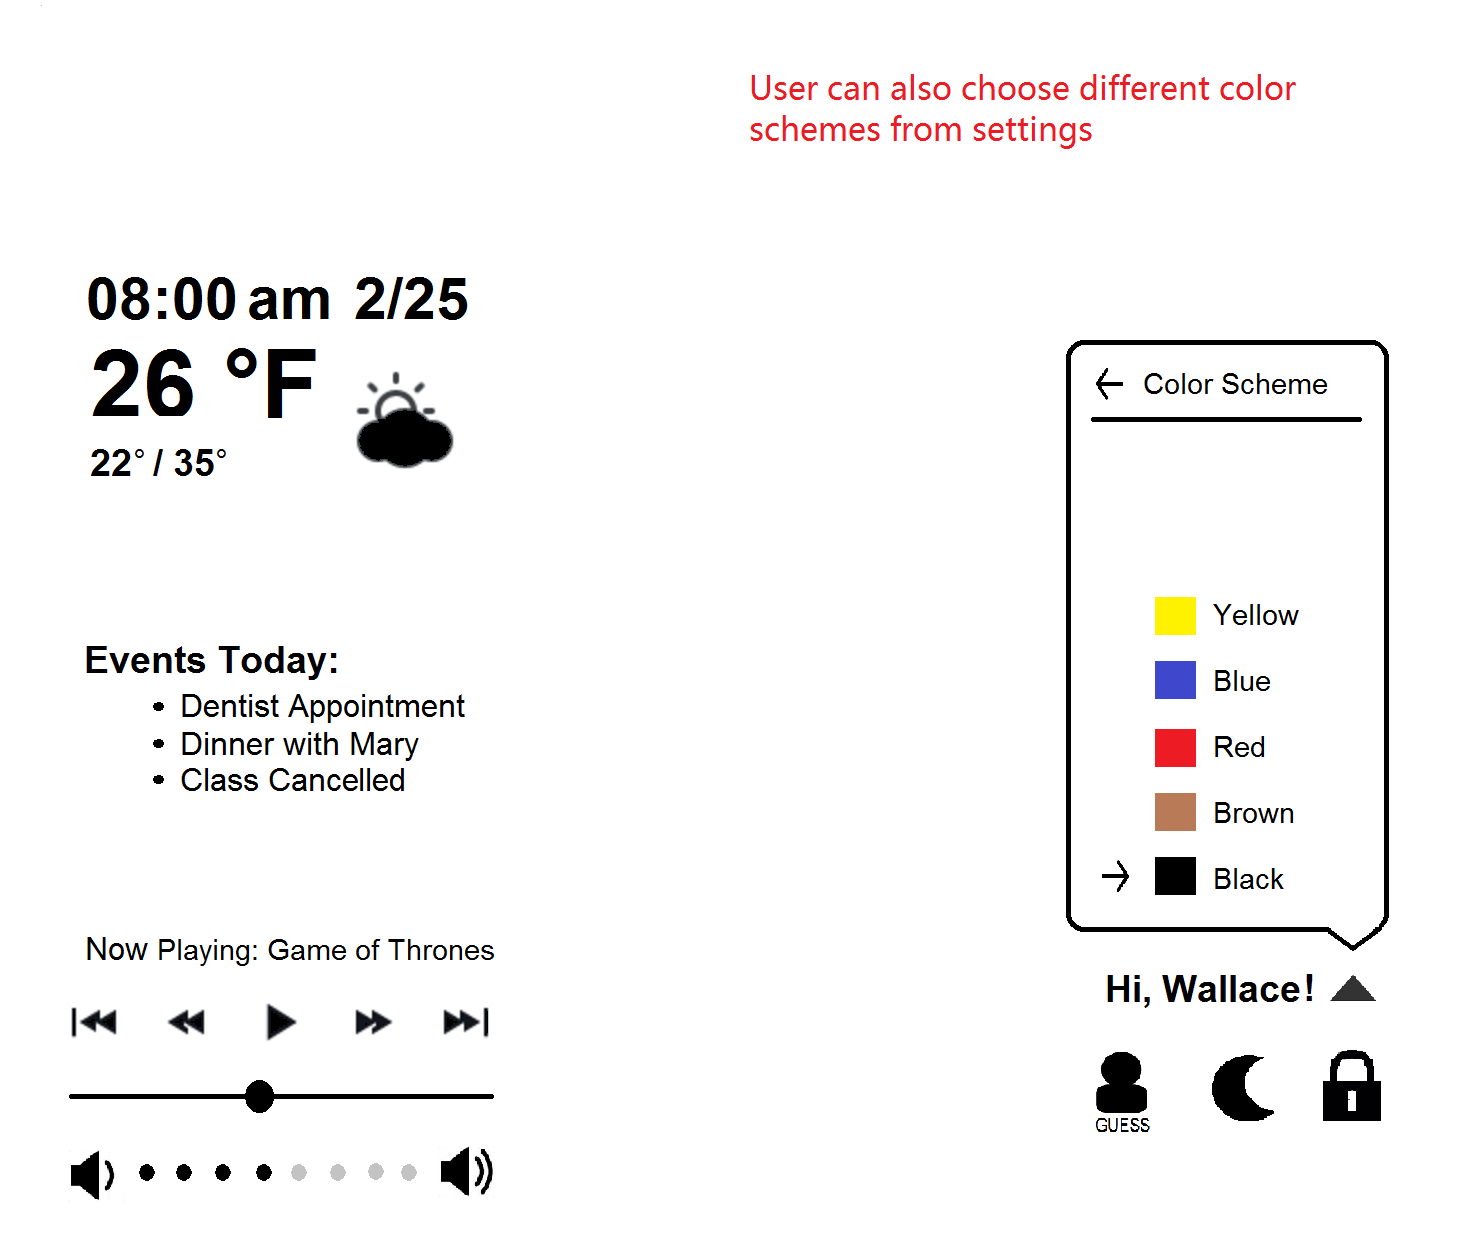 User can also choose different color
schemes from settings
08:00 am 2/25
26 °F
22° / 35°
Events Today:
• Dentist Appointment
• Dinner with Mary
• Class Cancelled
Now Playing: Game of Thrones
Color Scheme
Yellow
Blue
Red
Brown
Black
Hi, Wallace!
GUESS